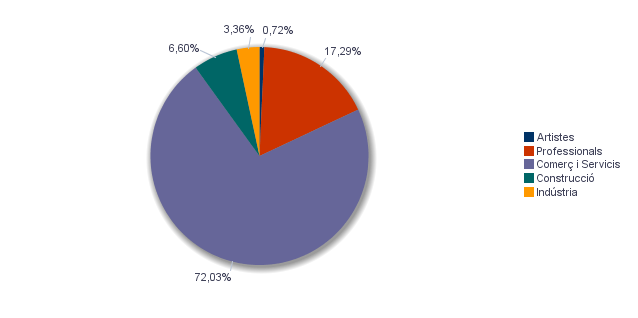 3,36%
0,72%
6,60%
17,29%
72,03%
Artistes
Professionals
Comerç i Servicis
Construcció
Indústria